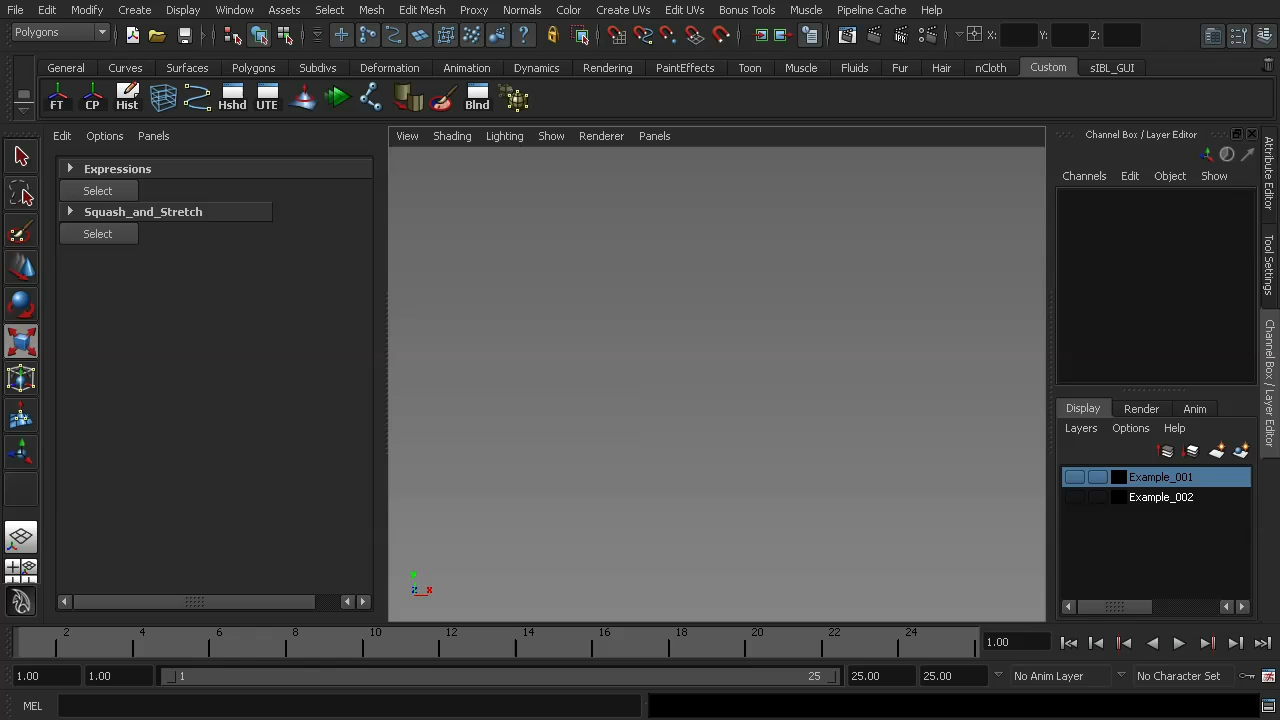 File Edit Modify Create Display Window Assets Select Mesh Edit Mesh Proxy Normals Color Create UVs Edit UVs Bonus Tools Muscle Pipeline Cache Help
Polygons X: Y: Z:
General Curves Surfaces Polygons Subdivs Deformation Animation Dynamics Rendering PaintEffects Toon Muscle Fluids Fur Hair nCloth Custom sIBL_GUI
FT CP Hist Hshd UTE Blnd
Edit Options Panels
View Shading Lighting Show Renderer Panels
Channel Box / Layer Editor
Expressions
Select
Squash_and_Stretch
Select
Channels Edit Object Show
Attribute Editor
Tool Settings
Channel Box / Layer Editor
Display Render Anim
Layers Options Help
Example_001
Example_002
z x
2 4 6 8 10 12 14 16 18 20 22 24
1.00
1.00 1.00 1 25 25.00 25.00 No Anim Layer No Character Set
MEL